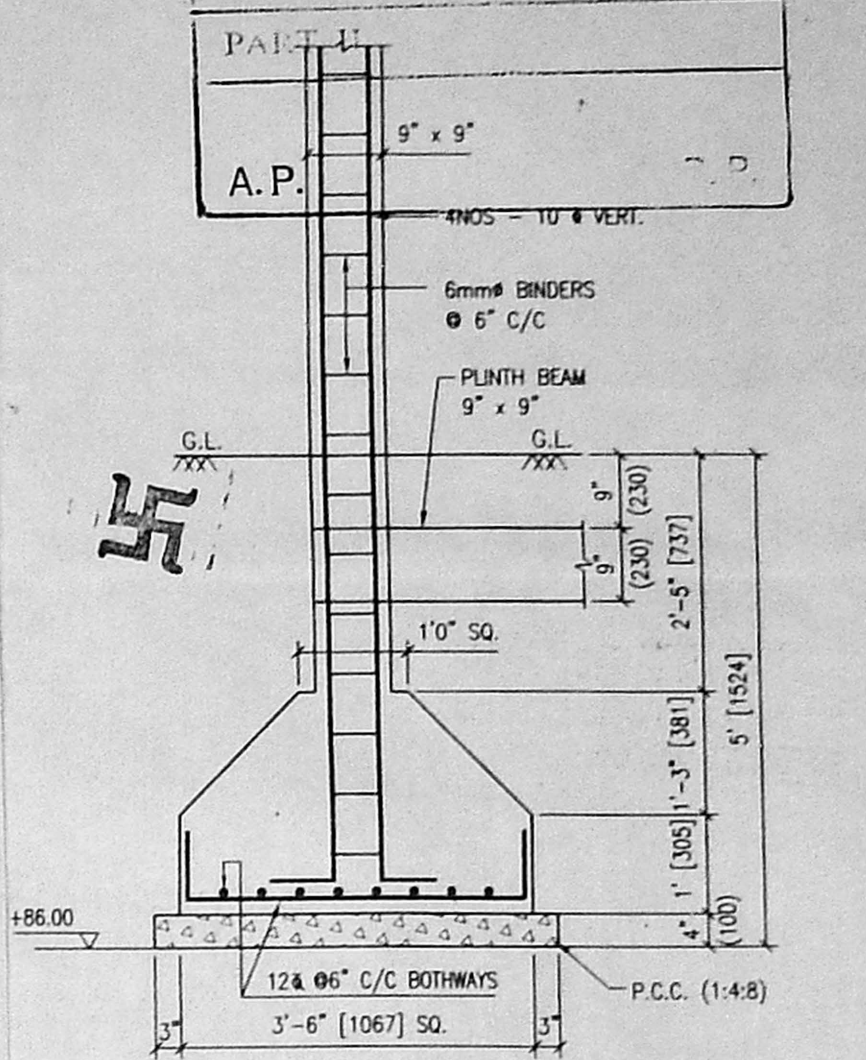 PART II
9" x 9"
A.P.
4NOS - 10 ϕ VERT.
6mmϕ BINDERS
@ 6" C/C
PLINTH BEAM
9" x 9"
G.L.
G.L.
9"
(230)
9"
(230)
2'-5" [737]
1'0" SQ.
5' [1524]
1'-3" [381]
1' [305]
4"
(100)
+86.00
12ϕ @6" C/C BOTHWAYS
P.C.C. (1:4:8)
3"
3'-6" [1067] SQ.
3"